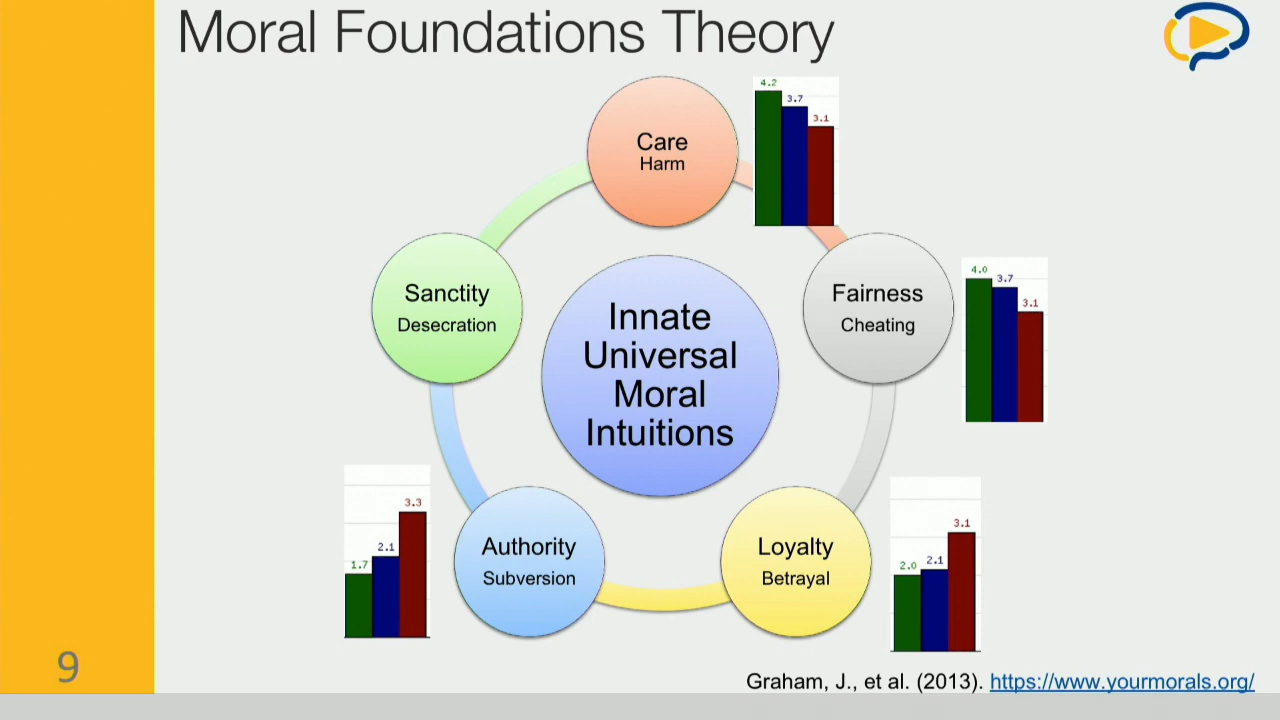 Moral Foundations Theory
Care
Harm
4.2
3.7
3.1
Sanctity
Desecration
Innate
Universal
Moral
Intuitions
Fairness
Cheating
4.0
3.7
3.1
1.7
2.1
3.3
Authority
Subversion
Loyalty
Betrayal
2.0
2.1
3.1
9
Graham, J., et al. (2013). https://www.yourmorals.org/